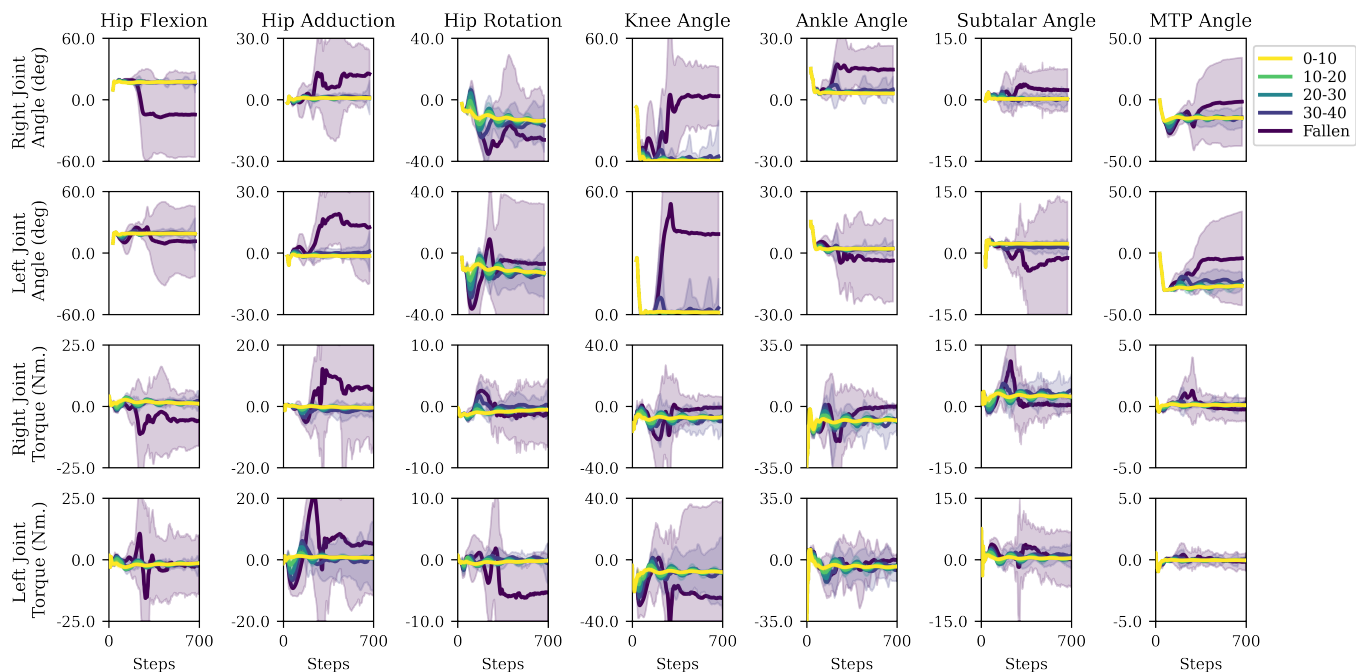 Hip Flexion Hip Adduction Hip Rotation Knee Angle Ankle Angle Subtalar Angle MTP Angle
Right Joint
Angle (deg)
60.0 30.0 40.0 60.0 30.0 15.0 50.0
0.0 0.0 0.0 0.0 0.0 0.0
-60.0 -30.0 -40.0 0.0 -30.0 -15.0 -50.0
0-10
10-20
20-30
30-40
Fallen
Left Joint
Angle (deg)
60.0 30.0 40.0 60.0 30.0 15.0 50.0
0.0 0.0 0.0 0.0 0.0 0.0
-60.0 -30.0 -40.0 0.0 -30.0 -15.0 -50.0
Right Joint
Torque (Nm.)
25.0 20.0 10.0 40.0 35.0 15.0 5.0
0.0 0.0 0.0 0.0 0.0 0.0 0.0
-25.0 -20.0 -10.0 -40.0 -35.0 -15.0 -5.0
Left Joint
Torque (Nm.)
25.0 20.0 10.0 40.0 35.0 15.0 5.0
0.0 0.0 0.0 0.0 0.0 0.0 0.0
-25.0 -20.0 -10.0 -40.0 -35.0 -15.0 -5.0
0 700 0 700 0 700 0 700 0 700 0 700 0 700
Steps Steps Steps Steps Steps Steps Steps